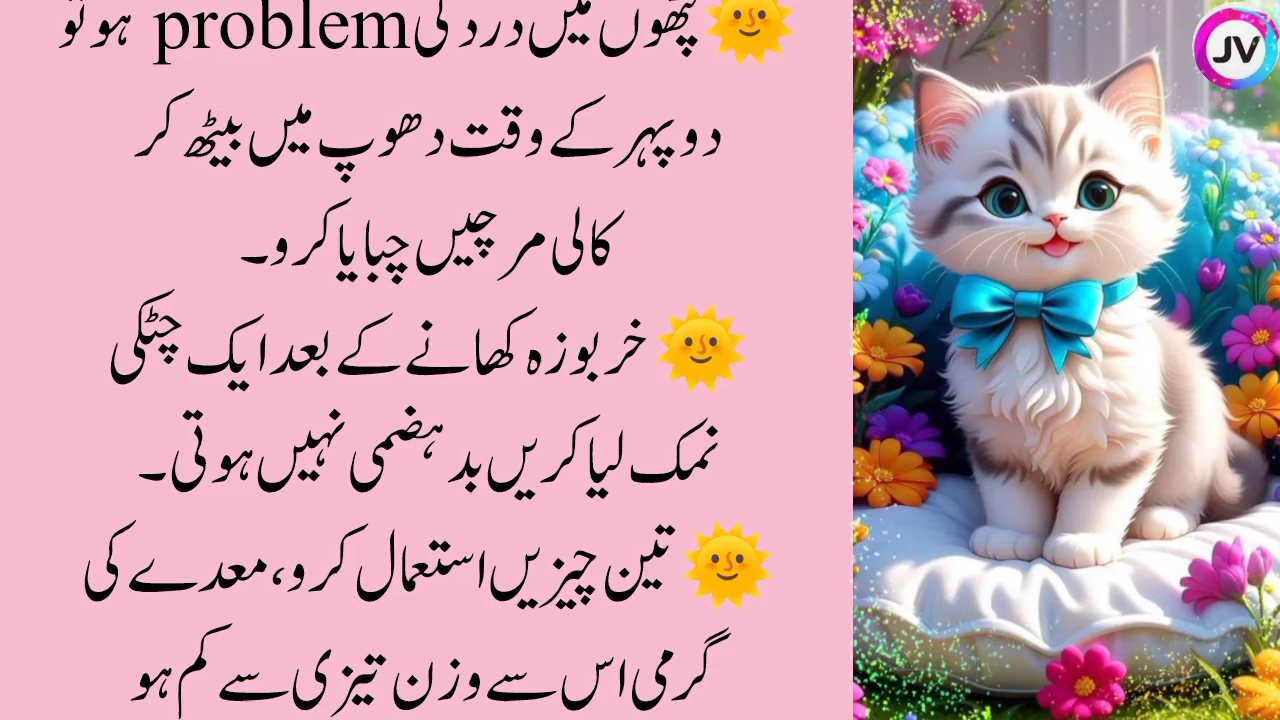 🌞پٹھوں میں درد کی problem ہو تو
دوپہر کے وقت دھوپ میں بیٹھ کر
کالی مرچیں چبایا کرو۔
🌞 خربوزہ کھانے کے بعد ایک چٹکی
نمک لیا کریں بد ہضمی نہیں ہوتی۔
🌞 تین چیزیں استعمال کرو، معدے کی
گرمی اس سے وزن تیزی سے کم ہو
JV